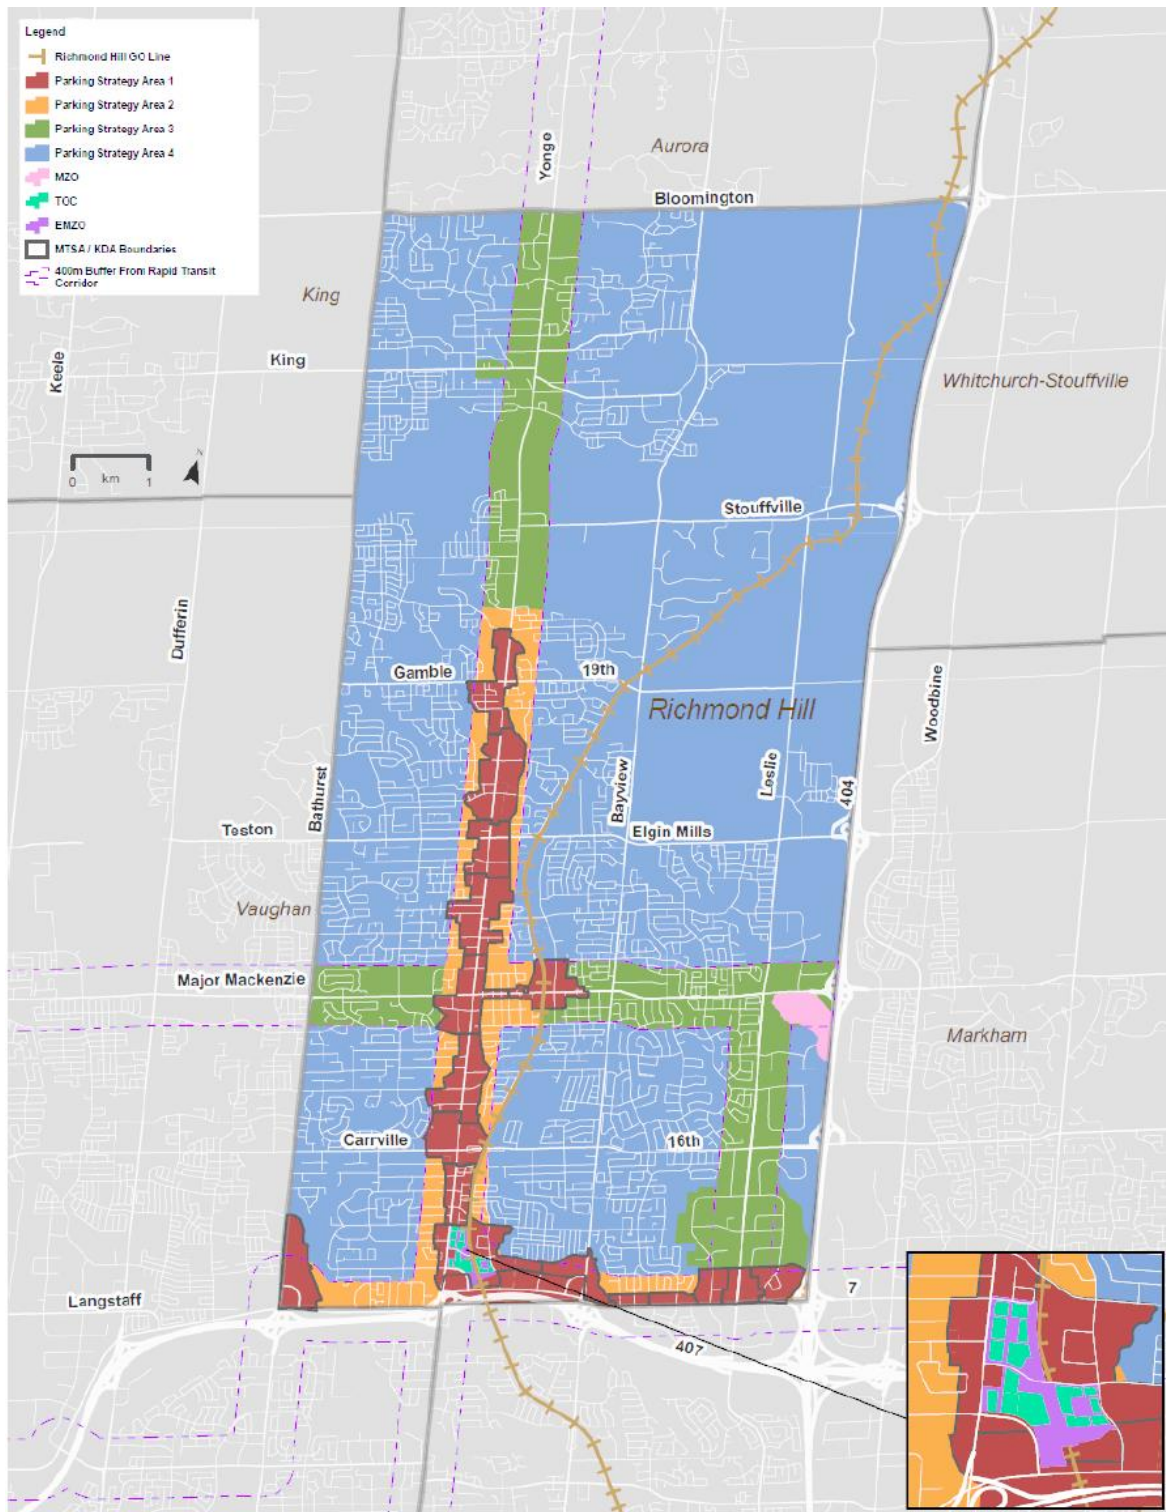 Legend
Richmond Hill GO Line
Parking Strategy Area 1
Parking Strategy Area 2
Parking Strategy Area 3
Parking Strategy Area 4
MZO
TOC
EMZO
MTSA / KDA Boundaries
400m Buffer From Rapid Transit
Corridor
Yonge
Aurora
Bloomington
King
King
Keele
Whitchurch-Stouffville
N
0 km 1
Stouffville
Dufferin
Gamble
19th
Richmond Hill
Woodbine
Bathurst
Bayview
Leslie
404
Teston
Elgin Mills
Vaughan
Major Mackenzie
Markham
Carrville
16th
Langstaff
7
407